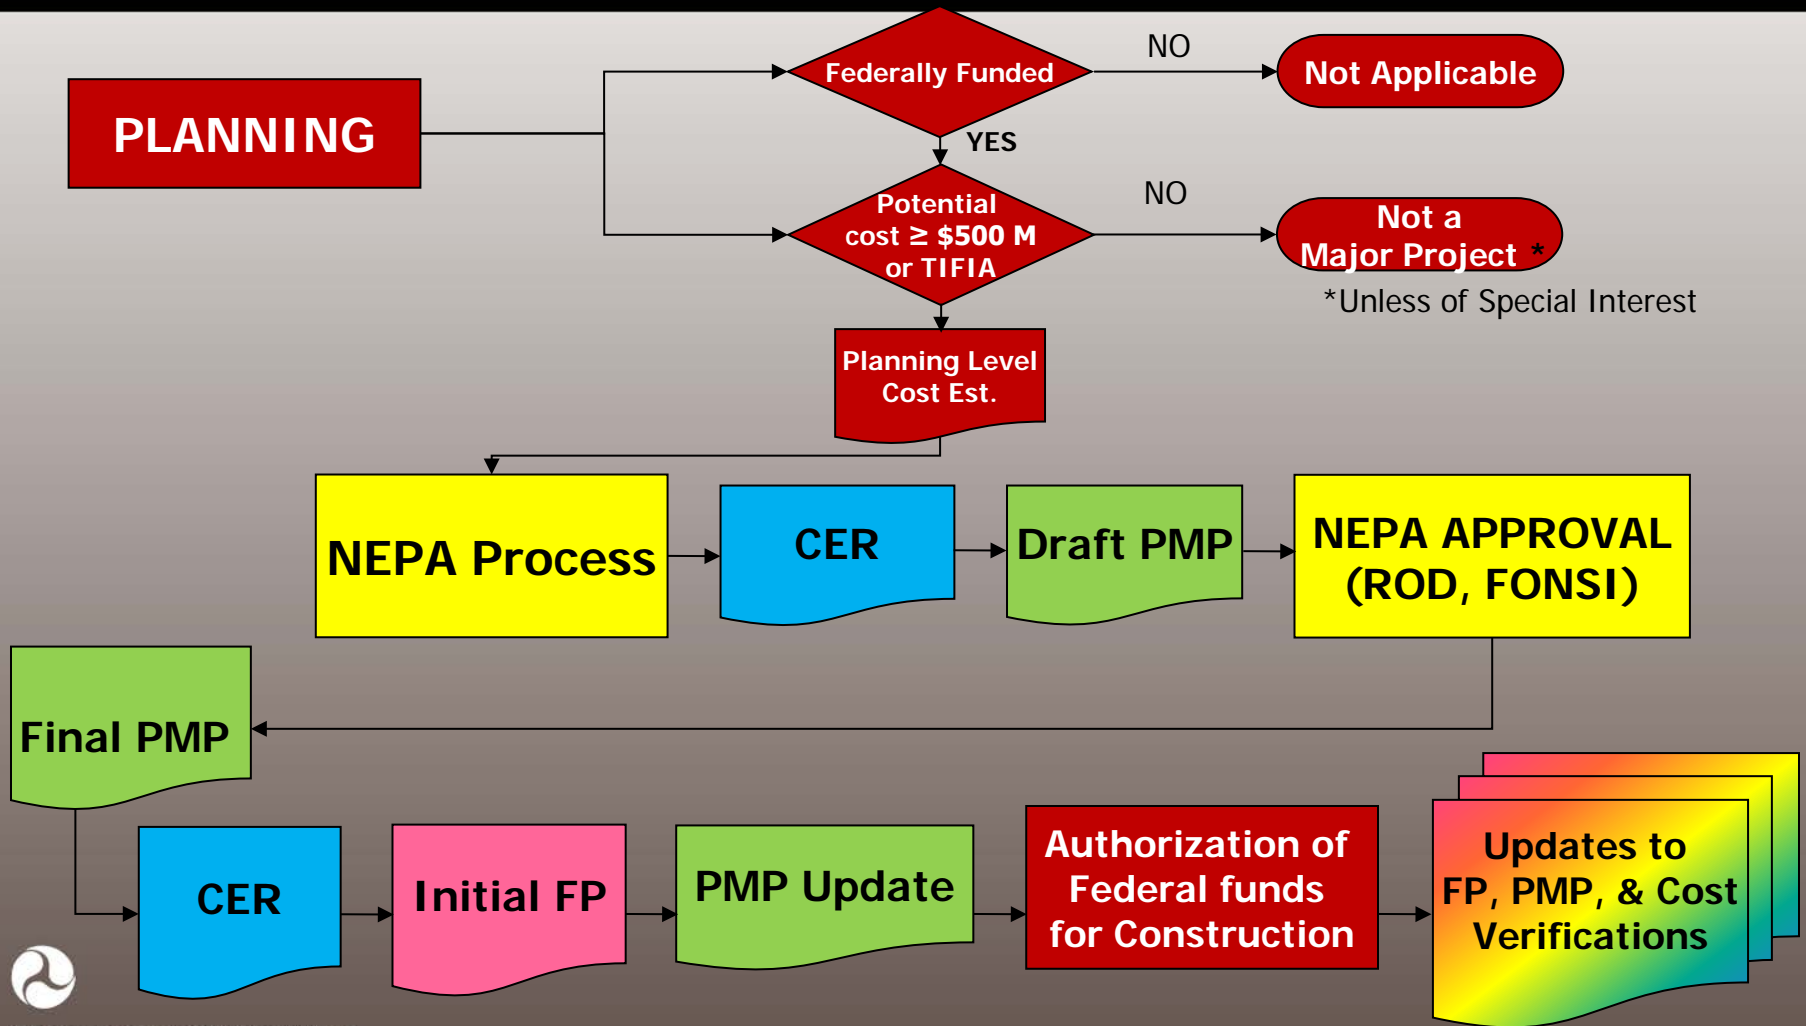 PLANNING
Federally Funded
NO
Not Applicable
YES
Potential
cost ≥ $500 M
or TIFIA
NO
Not a
Major Project *
*Unless of Special Interest
Planning Level
Cost Est.
NEPA Process
CER
Draft PMP
NEPA APPROVAL
(ROD, FONSI)
Final PMP
CER
Initial FP
PMP Update
Authorization of
Federal funds
for Construction
Updates to
FP, PMP, & Cost
Verifications